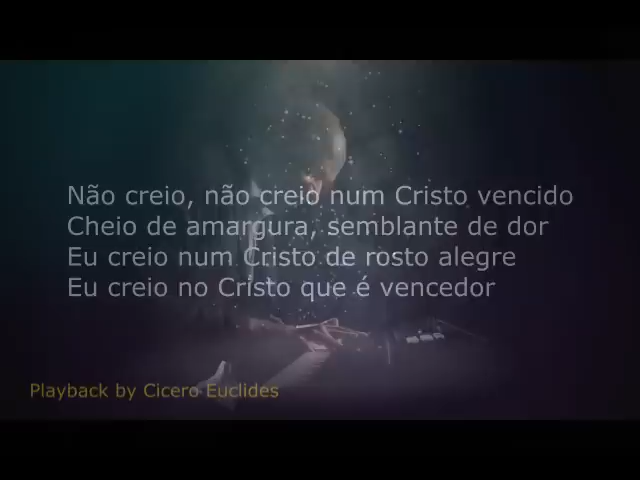 Não creio, não creio num Cristo vencido
Cheio de amargura, semblante de dor
Eu creio num Cristo de rosto alegre
Eu creio no Cristo que é vencedor
Playback by Cicero Euclides